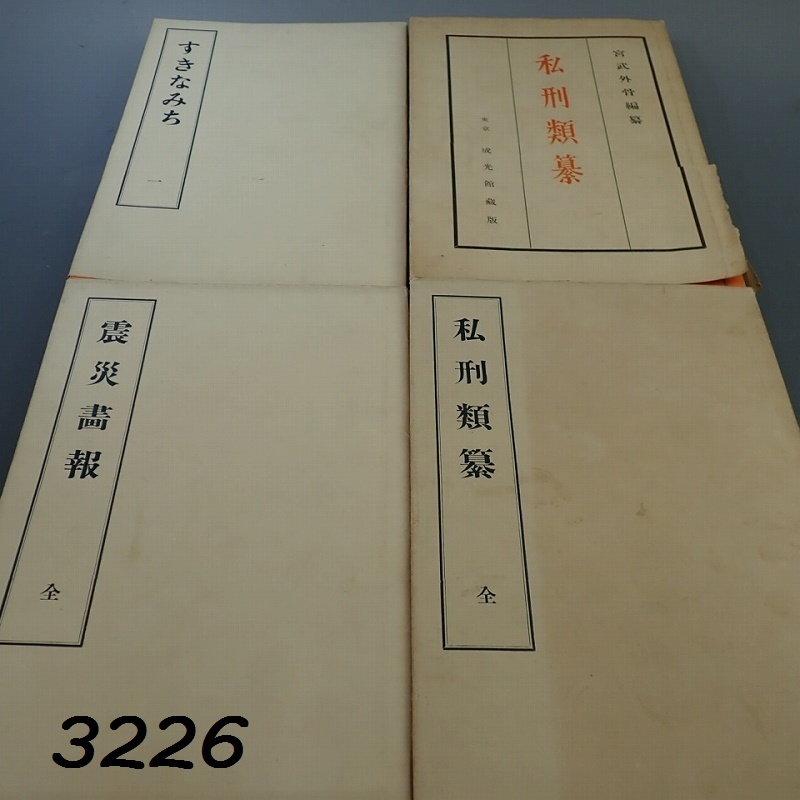 すきなみち
一
宮武外骨編纂
私刑類纂
東京 成光館蔵版
震災畫報
全
私刑類纂
全
3226